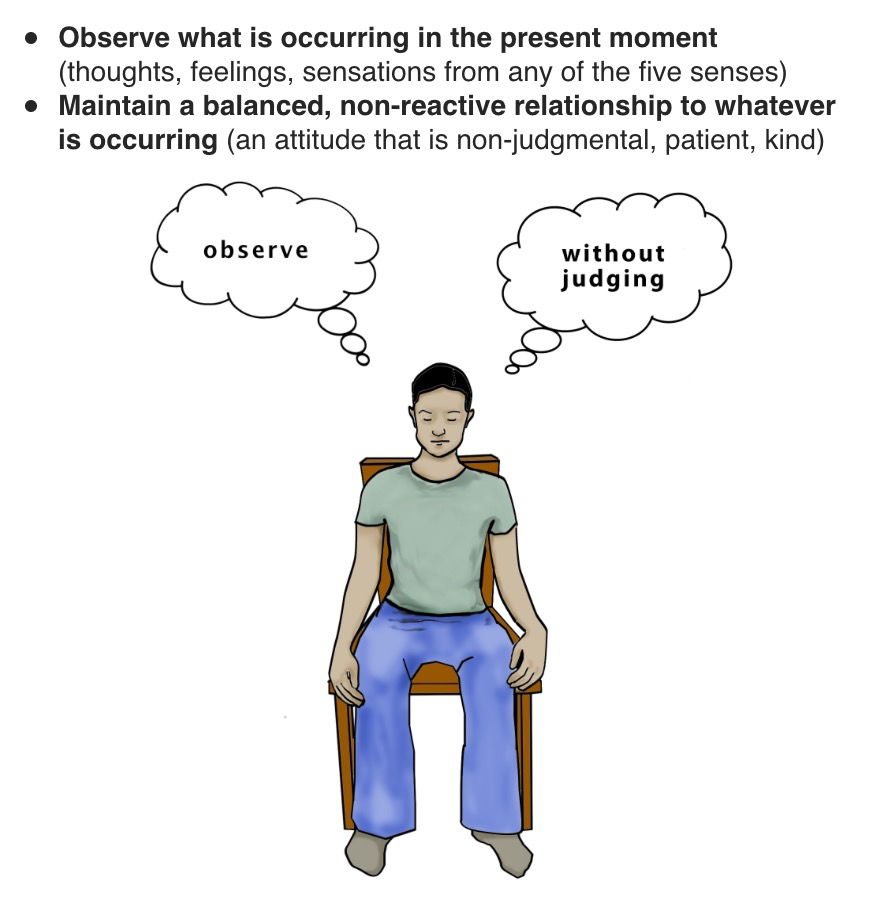 • Observe what is occurring in the present moment
(thoughts, feelings, sensations from any of the five senses)
• Maintain a balanced, non-reactive relationship to whatever
is occurring (an attitude that is non-judgmental, patient, kind)
observe
without
judging